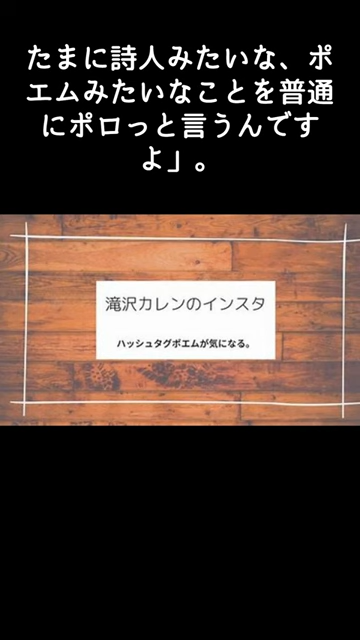 たまに詩人みたいな、ポ
エムみたいなことを普通
にポロっと言うんです
よ」。
滝沢カレンのインスタ
ハッシュタグポエムが気になる。